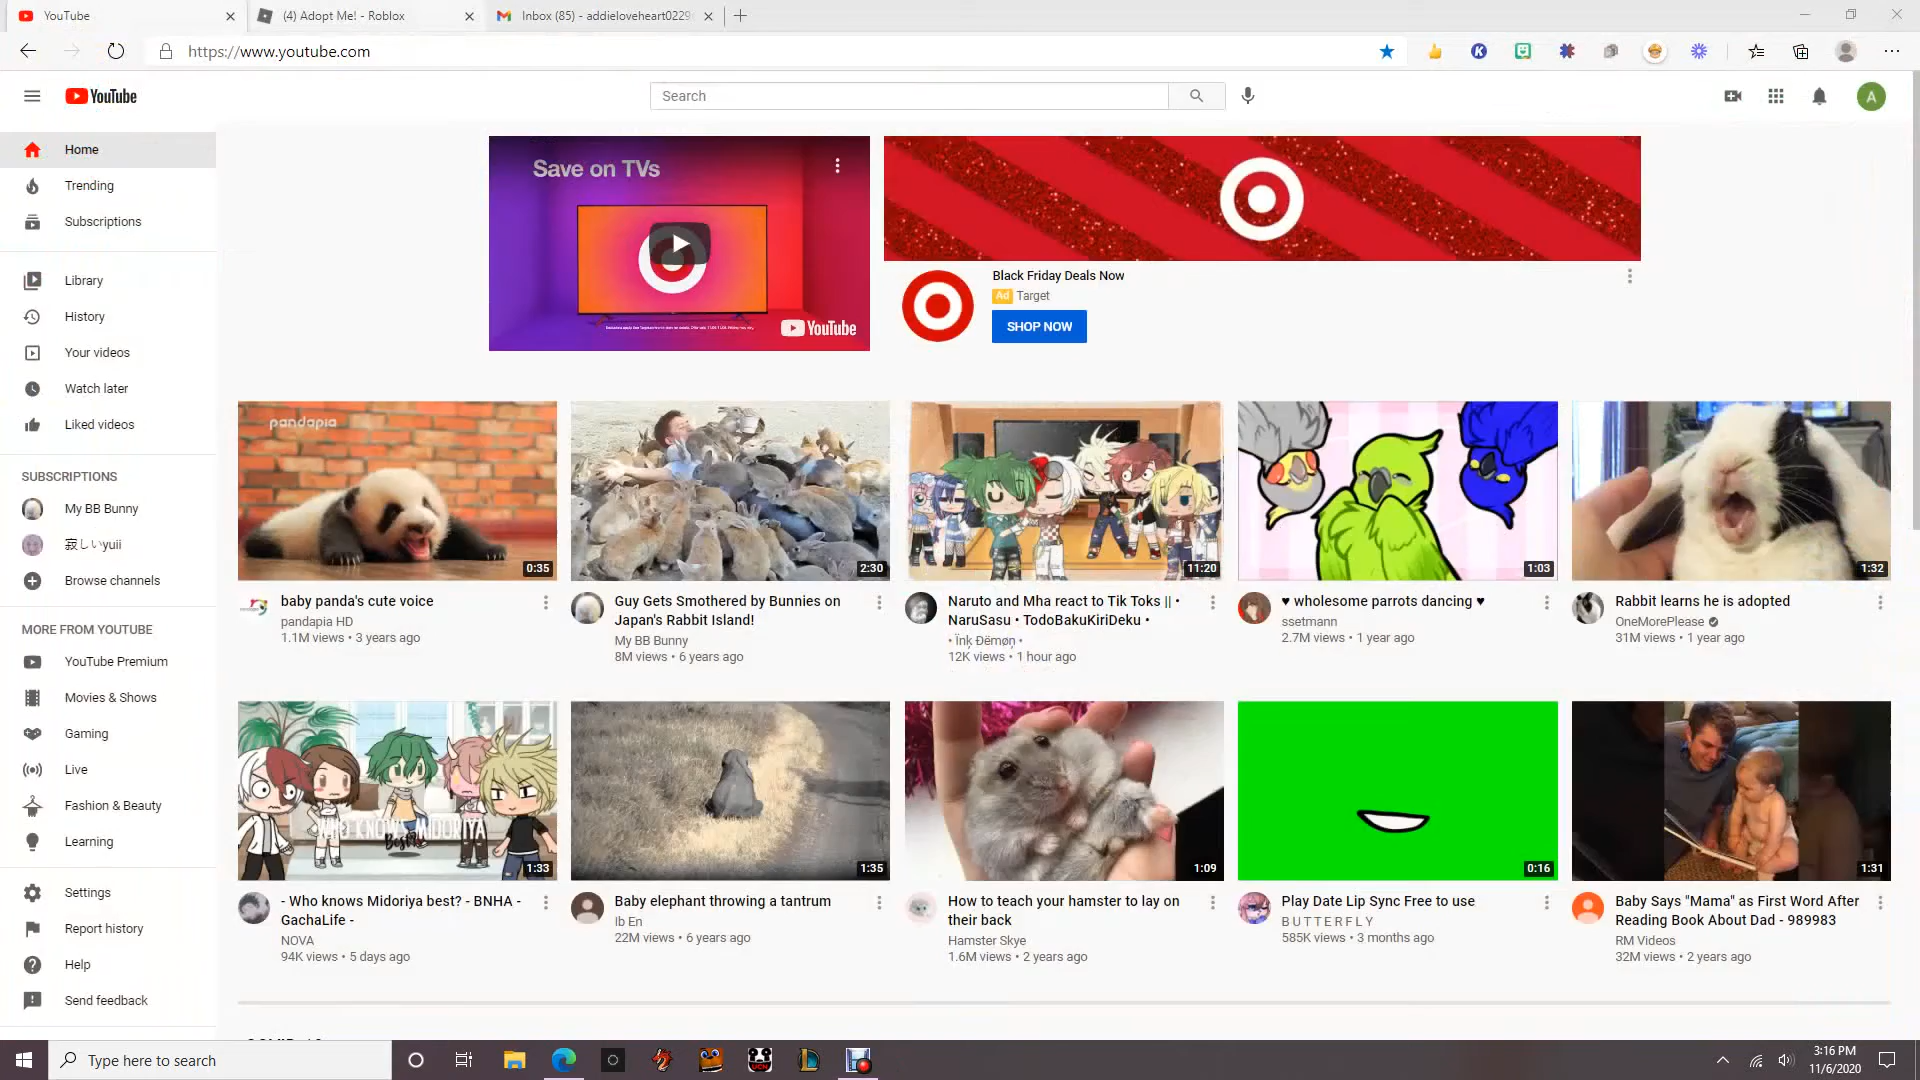 YouTube
(4) Adopt Me! - Roblox
Inbox (85) - addieloveheart0229
https://www.youtube.com
YouTube
Search
A
Home
Trending
Subscriptions
Library
History
Your videos
Watch later
Liked videos
SUBSCRIPTIONS
My BB Bunny
寂しいyuii
Browse channels
MORE FROM YOUTUBE
YouTube Premium
Movies & Shows
Gaming
Live
Fashion & Beauty
Learning
Settings
Report history
Help
Send feedback
Save on TVs
YouTube
Black Friday Deals Now
Ad Target
SHOP NOW
pandapia
0:35
2:30
11:20
1:03
1:32
baby panda's cute voice
pandapia HD
1.1M views • 3 years ago
Guy Gets Smothered by Bunnies on
Japan's Rabbit Island!
My BB Bunny
8M views • 6 years ago
Naruto and Mha react to Tik Toks || •
NaruSasu • TodoBakuKiriDeku •
12K views • 1 hour ago
♥ wholesome parrots dancing ♥
ssetmann
2.7M views • 1 year ago
Rabbit learns he is adopted
OneMorePlease
31M views • 1 year ago
WHO KNOWS MIDORIYA
Best?
1:33
1:35
1:09
0:16
1:31
- Who knows Midoriya best? - BNHA -
GachaLife -
NOVA
94K views • 5 days ago
Baby elephant throwing a tantrum
Ib En
22M views • 6 years ago
How to teach your hamster to lay on
their back
Hamster Skye
1.6M views • 2 years ago
Play Date Lip Sync Free to use
B U T T E R F L Y
585K views • 3 months ago
Baby Says "Mama" as First Word After
Reading Book About Dad - 989983
RM Videos
32M views • 2 years ago
Type here to search
UCN
3:16 PM
11/6/2020